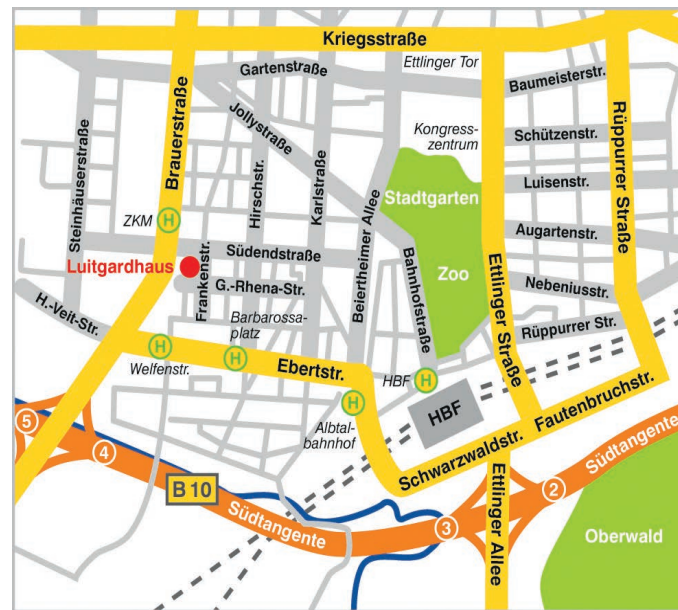 Kriegsstraße
Ettlinger Tor
Gartenstraße
Baumeisterstr.
Jollystraße
Brauerstraße
Steinhäuserstraße
Hirschstr.
Karlstraße
Kongress-
zentrum
Schützenstr.
Rüppurrer Straße
Luisenstr.
Stadtgarten
ZKM
H
Südendstraße
Beiertheimer Allee
Bahnhofstraße
Augartenstr.
Zoo
Ettlinger Straße
Luitgardhaus
Frankenstr.
G.-Rhena-Str.
Nebeniusstr.
H.-Veit-Str.
Barbarossa-
platz
Rüppurrer Str.
H
Welfenstr.
H
Ebertstr.
HBF
H
H
Albtal-
bahnhof
HBF
Schwarzwaldstr.
Fautenbruchstr.
5
4
B 10
Südtangente
3
2
Südtangente
Ettlinger Allee
Oberwald